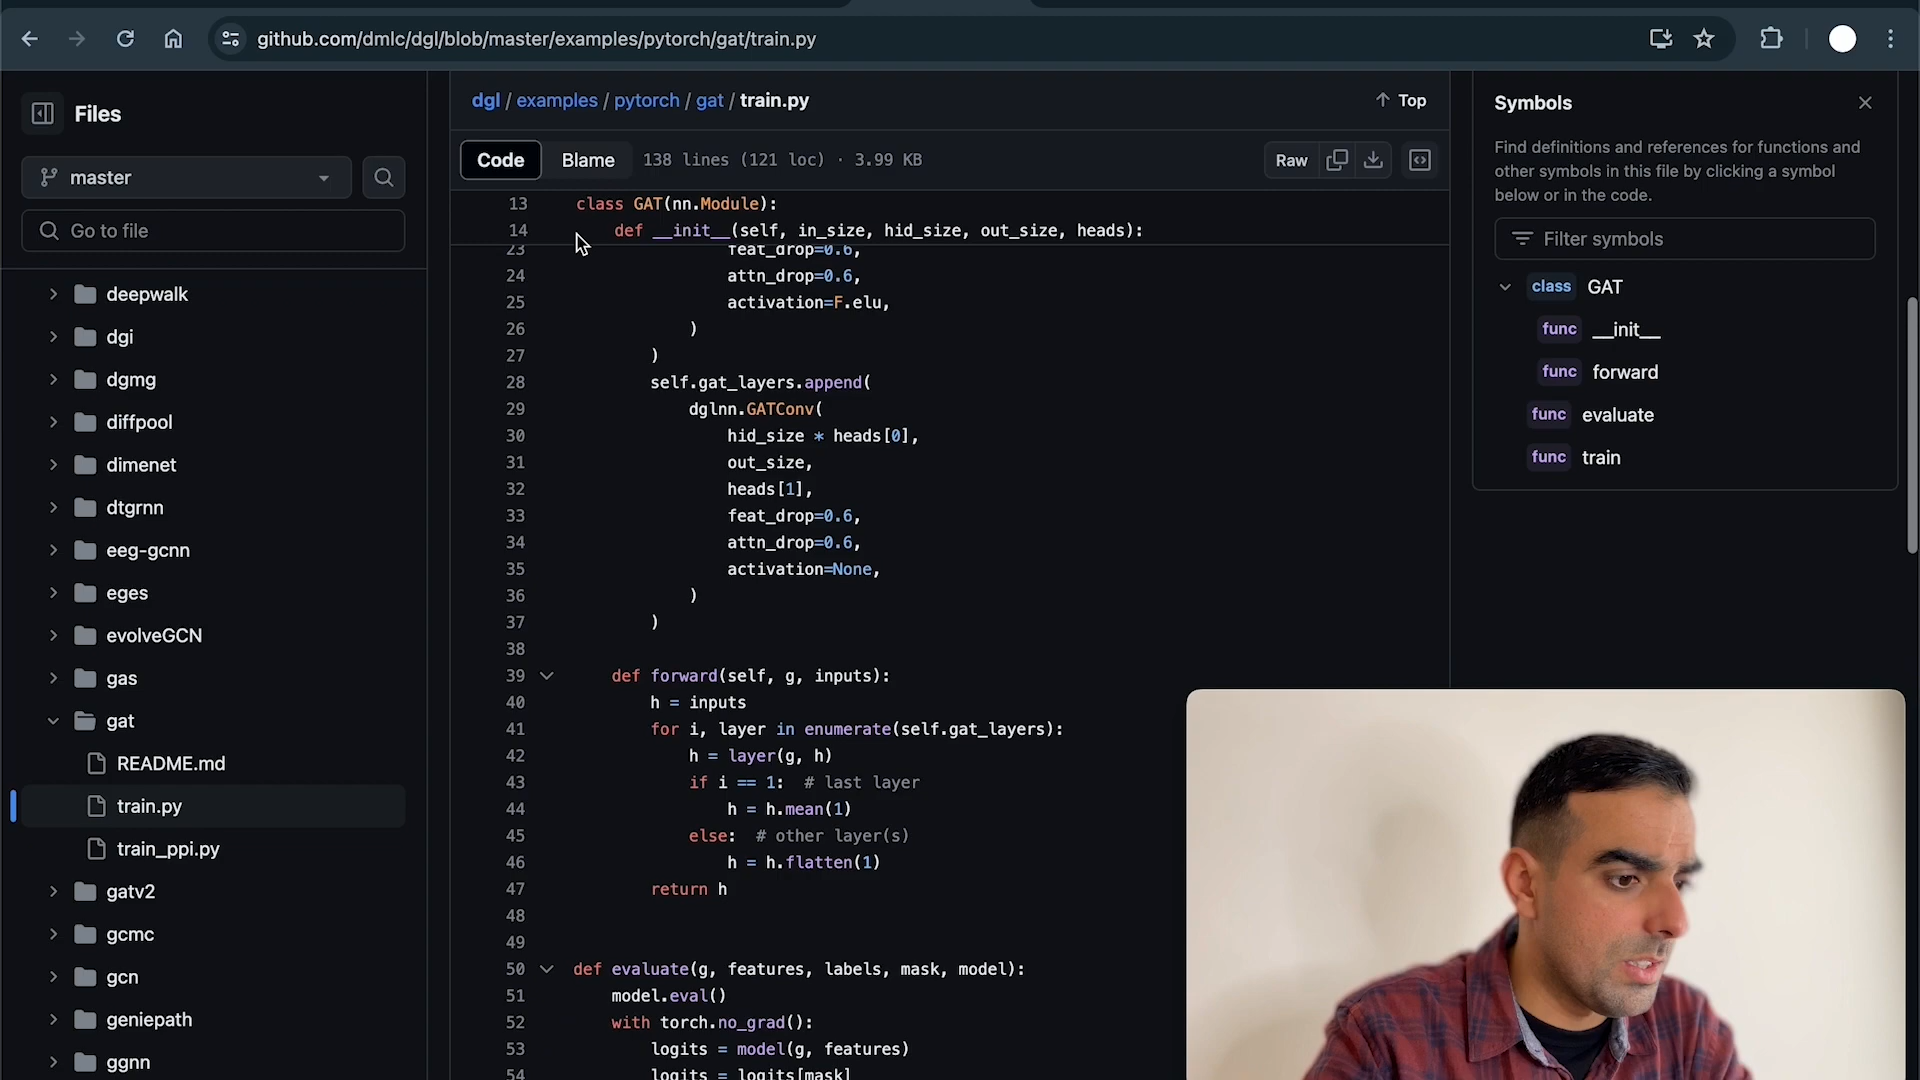 github.com/dmlc/dgl/blob/master/examples/pytorch/gat/train.py
Files
master
Go to file
deepwalk
dgi
dgmg
diffpool
dimenet
dtgrnn
eeg-gcnn
eges
evolveGCN
gas
gat
README.md
train.py
train_ppi.py
gatv2
gcmc
gcn
geniepath
ggnn
dgl / examples / pytorch / gat / train.py
Top
Code Blame 138 lines (121 loc) · 3.99 KB Raw
13 class GAT(nn.Module):
14 def __init__(self, in_size, hid_size, out_size, heads):
23 feat_drop=0.6,
24 attn_drop=0.6,
25 activation=F.elu,
26 )
27 )
28 self.gat_layers.append(
29 dglnn.GATConv(
30 hid_size * heads[0],
31 out_size,
32 heads[1],
33 feat_drop=0.6,
34 attn_drop=0.6,
35 activation=None,
36 )
37 )
38
39 def forward(self, g, inputs):
40 h = inputs
41 for i, layer in enumerate(self.gat_layers):
42 h = layer(g, h)
43 if i == 1: # last layer
44 h = h.mean(1)
45 else: # other layer(s)
46 h = h.flatten(1)
47 return h
48
49
50 def evaluate(g, features, labels, mask, model):
51 model.eval()
52 with torch.no_grad():
53 logits = model(g, features)
54 logits = logits[mask]
Symbols
Find definitions and references for functions and
other symbols in this file by clicking a symbol
below or in the code.
Filter symbols
class GAT
func __init__
func forward
func evaluate
func train